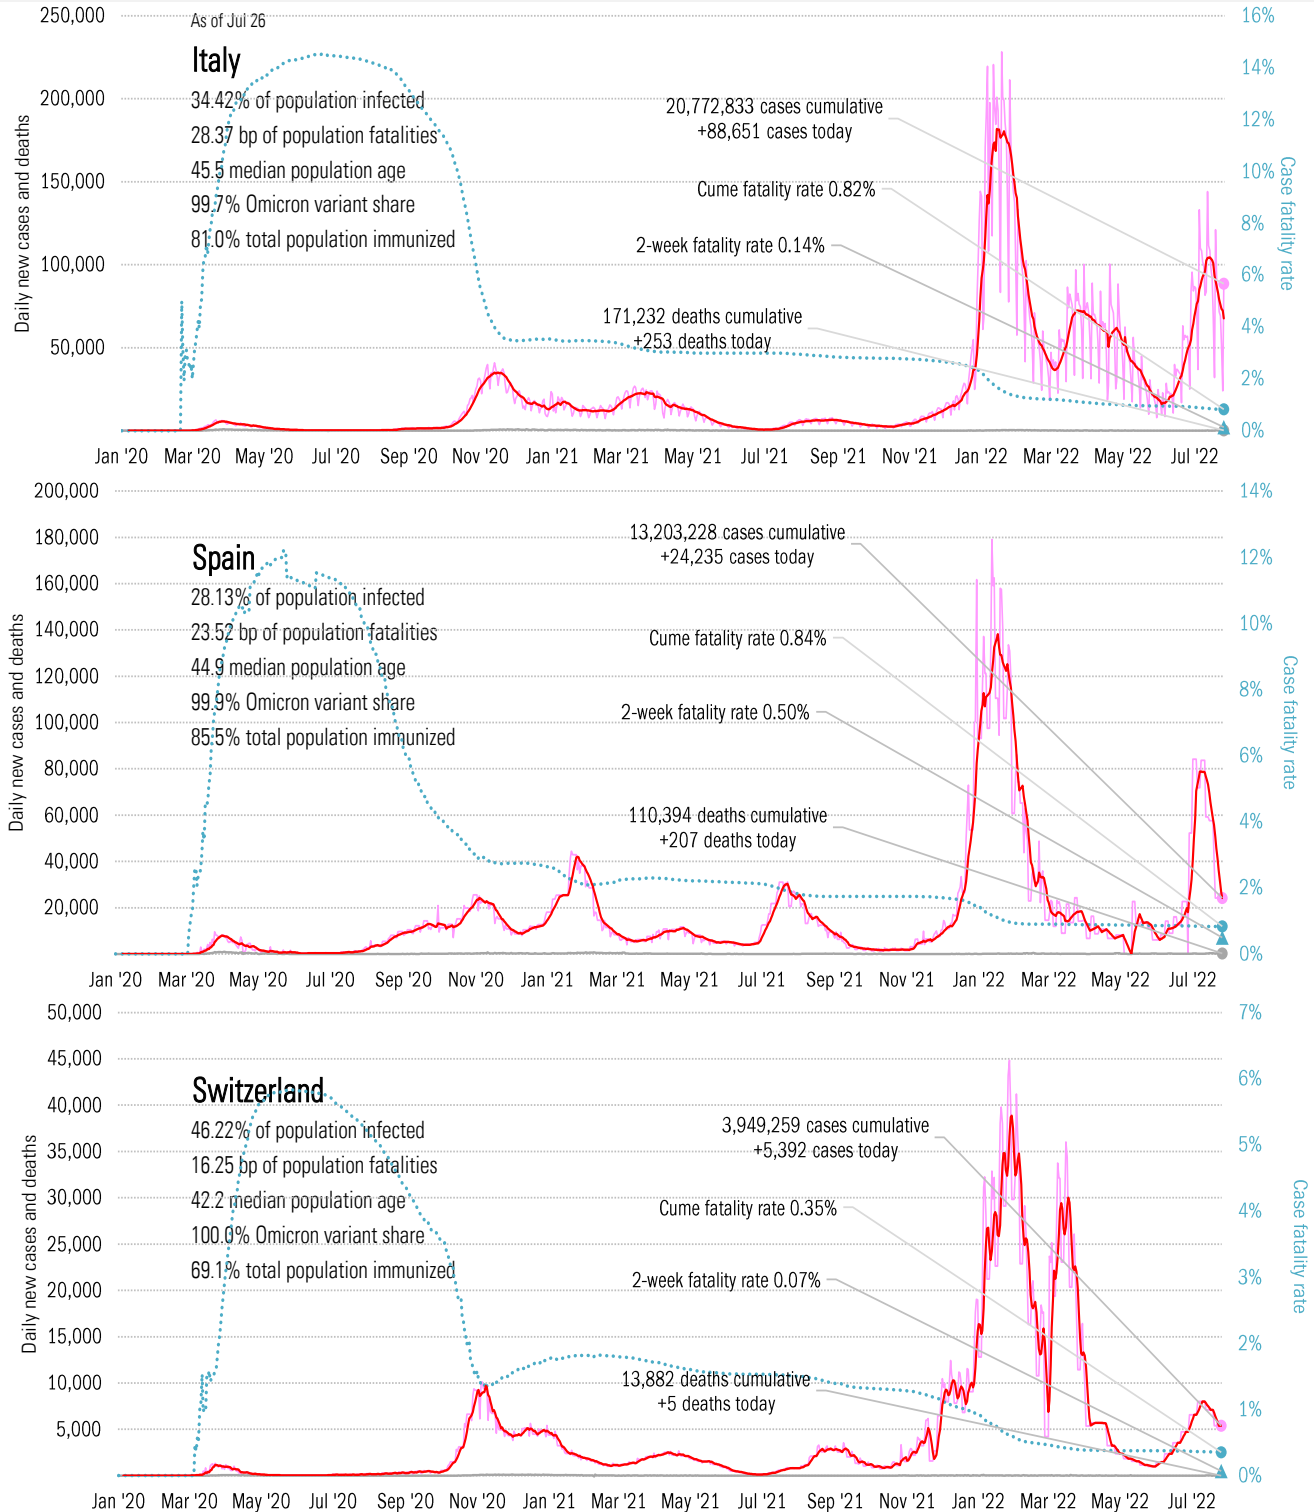 As of Jul 26
Italy
34.42% of population infected
28.37 bp of population fatalities
45.5 median population age
99.7% Omicron variant share
81.0% total population immunized
20,772,833 cases cumulative
+88,651 cases today
Cume fatality rate 0.82%
2-week fatality rate 0.14%
171,232 deaths cumulative
+253 deaths today
Daily new cases and deaths
250,000
200,000
150,000
100,000
50,000
16%
14%
12%
10%
8%
6%
4%
2%
0%
Case fatality rate
Jan '20 Mar '20 May '20 Jul '20 Sep '20 Nov '20 Jan '21 Mar '21 May '21 Jul '21 Sep '21 Nov '21 Jan '22 Mar '22 May '22 Jul '22
Spain
28.13% of population infected
23.52 bp of population fatalities
44.9 median population age
99.9% Omicron variant share
85.5% total population immunized
13,203,228 cases cumulative
+24,235 cases today
Cume fatality rate 0.84%
2-week fatality rate 0.50%
110,394 deaths cumulative
+207 deaths today
Daily new cases and deaths
200,000
180,000
160,000
140,000
120,000
100,000
80,000
60,000
40,000
20,000
14%
12%
10%
8%
6%
4%
2%
0%
Case fatality rate
Jan '20 Mar '20 May '20 Jul '20 Sep '20 Nov '20 Jan '21 Mar '21 May '21 Jul '21 Sep '21 Nov '21 Jan '22 Mar '22 May '22 Jul '22
Switzerland
46.22% of population infected
16.25 bp of population fatalities
42.2 median population age
100.0% Omicron variant share
69.1% total population immunized
3,949,259 cases cumulative
+5,392 cases today
Cume fatality rate 0.35%
2-week fatality rate 0.07%
13,882 deaths cumulative
+5 deaths today
Daily new cases and deaths
50,000
45,000
40,000
35,000
30,000
25,000
20,000
15,000
10,000
5,000
7%
6%
5%
4%
3%
2%
1%
0%
Case fatality rate
Jan '20 Mar '20 May '20 Jul '20 Sep '20 Nov '20 Jan '21 Mar '21 May '21 Jul '21 Sep '21 Nov '21 Jan '22 Mar '22 May '22 Jul '22